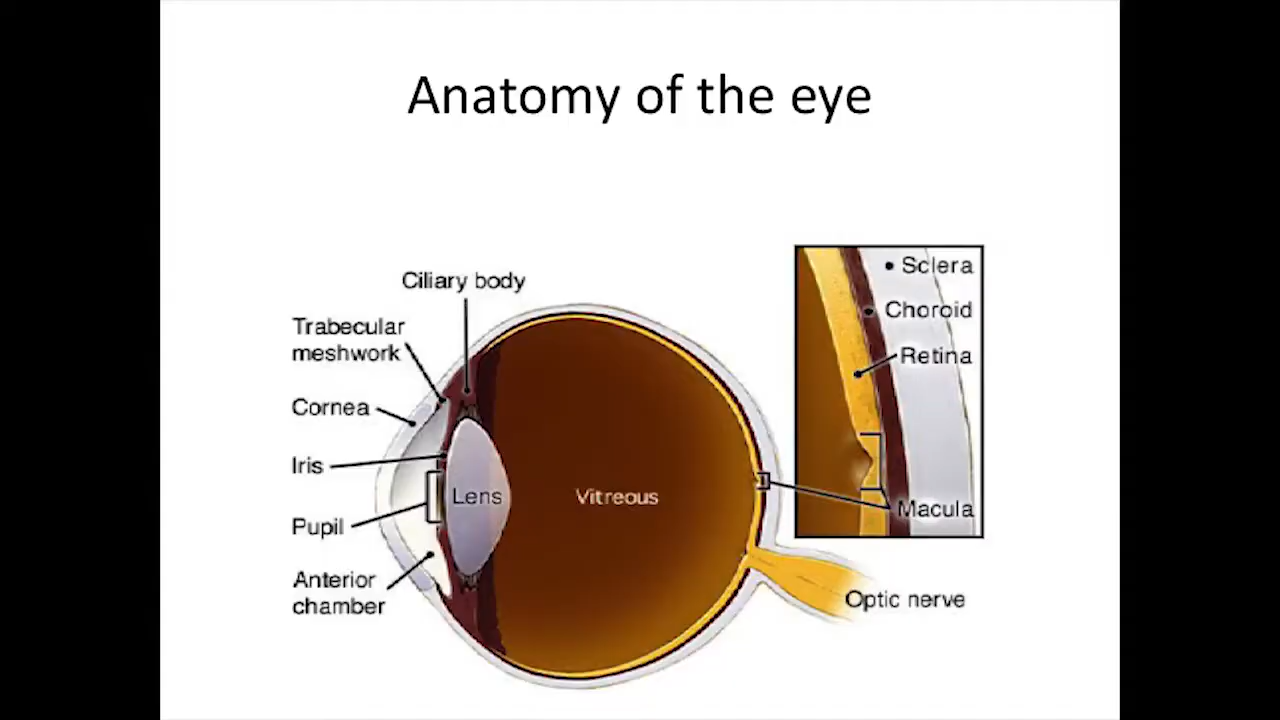 Anatomy of the eye
Ciliary body
Trabecular
meshwork
Cornea
Iris
Pupil
Anterior
chamber
Lens
Vitreous
Sclera
Choroid
Retina
Macula
Optic nerve